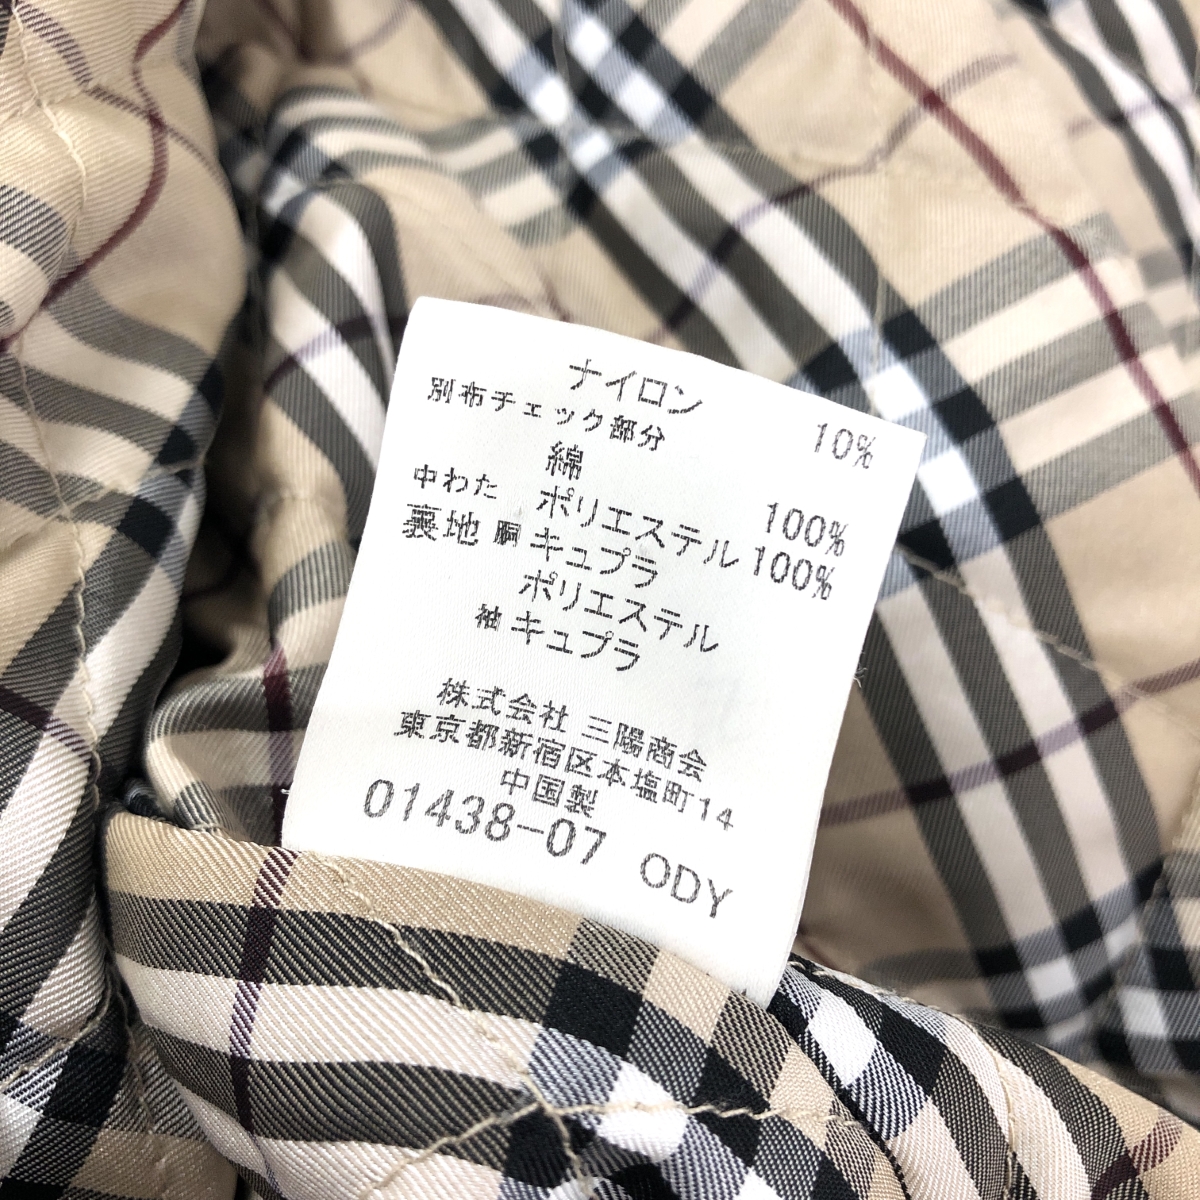 ナイロン 10%
別布チェック部分
綿 100%
中わた ポリエステル 100%
裏地 胴 キュプラ
ポリエステル
袖 キュプラ
株式会社 三陽商会
東京都新宿区本塩町14
中国製
01438-07 ODY